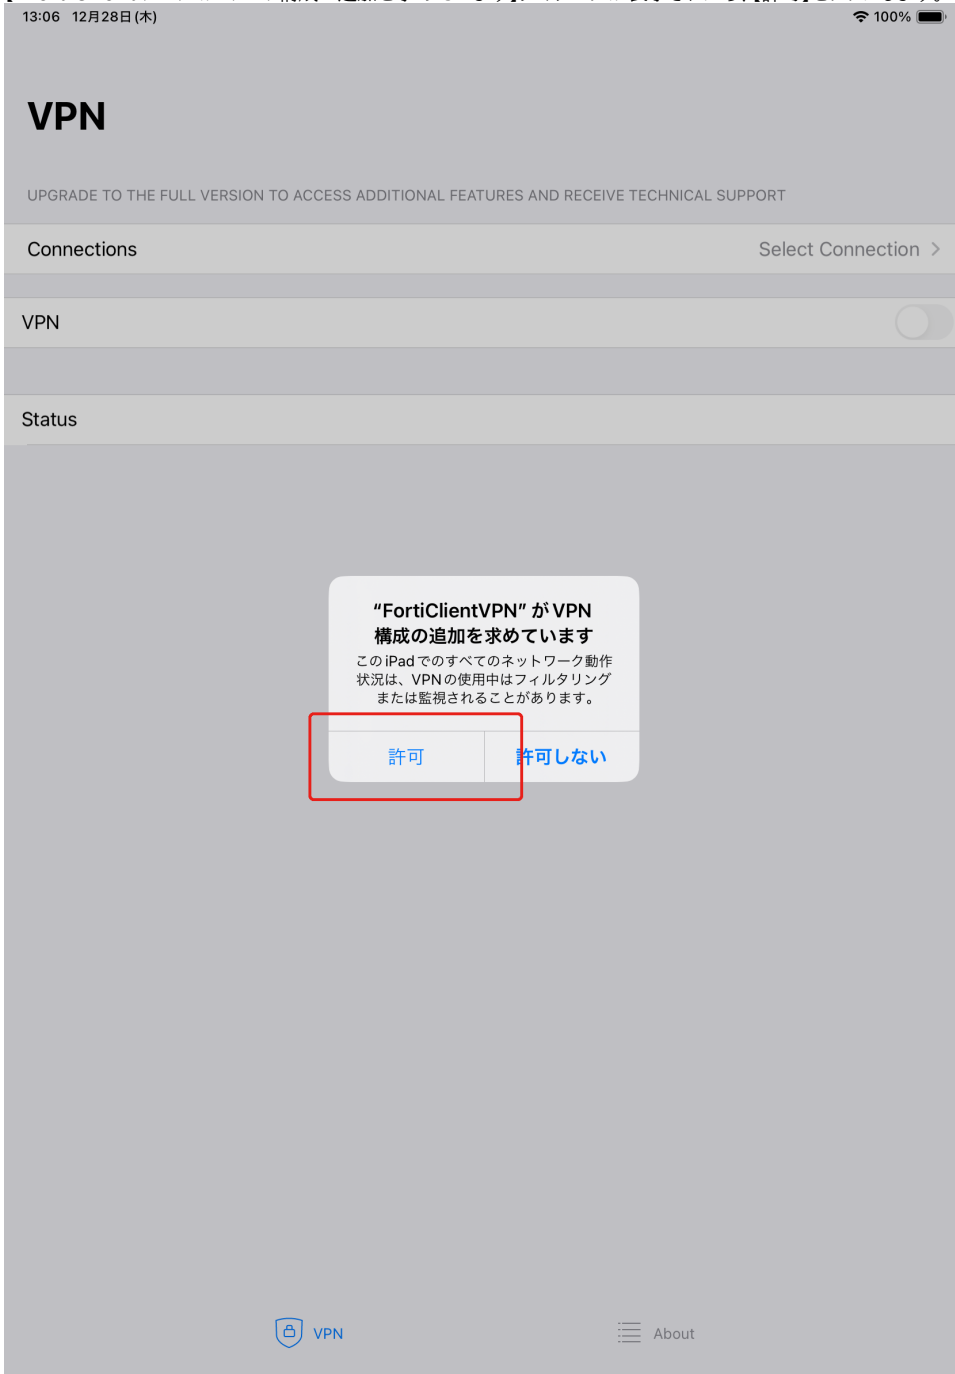 13:06 12月28日(木)
100%
VPN
UPGRADE TO THE FULL VERSION TO ACCESS ADDITIONAL FEATURES AND RECEIVE TECHNICAL SUPPORT
Connections
Select Connection
VPN
Status
“FortiClientVPN” が VPN
構成の追加を求めています
この iPad でのすべてのネットワーク動作
状況は、VPN の使用中はフィルタリング
または監視されることがあります。
許可
許可しない
VPN
About